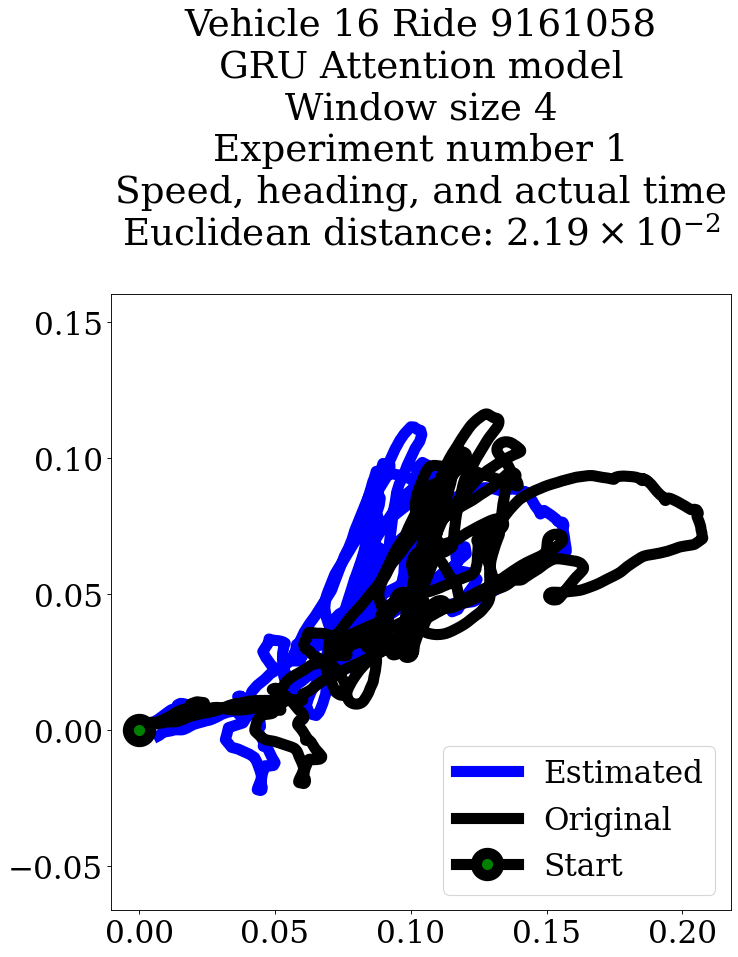 Vehicle 16 Ride 9161058
GRU Attention model
Window size 4
Experiment number 1
Speed, heading, and actual time
Euclidean distance: 2.19 × 10⁻²
0.15
0.10
0.05
0.00
−0.05
Estimated
Original
Start
0.00 0.05 0.10 0.15 0.20